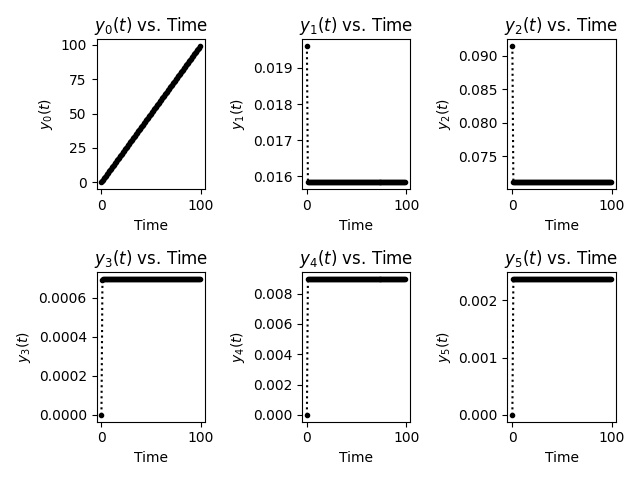 y₀(t) vs. Time
y₁(t) vs. Time
y₂(t) vs. Time
100
75
50
25
0
y₀(t)
0 100
Time
0.019
0.018
0.017
0.016
y₁(t)
0 100
Time
0.090
0.085
0.080
0.075
y₂(t)
0 100
Time
y₃(t) vs. Time
y₄(t) vs. Time
y₅(t) vs. Time
0.0006
0.0004
0.0002
0.0000
y₃(t)
0 100
Time
0.008
0.006
0.004
0.002
0.000
y₄(t)
0 100
Time
0.002
0.001
0.000
y₅(t)
0 100
Time